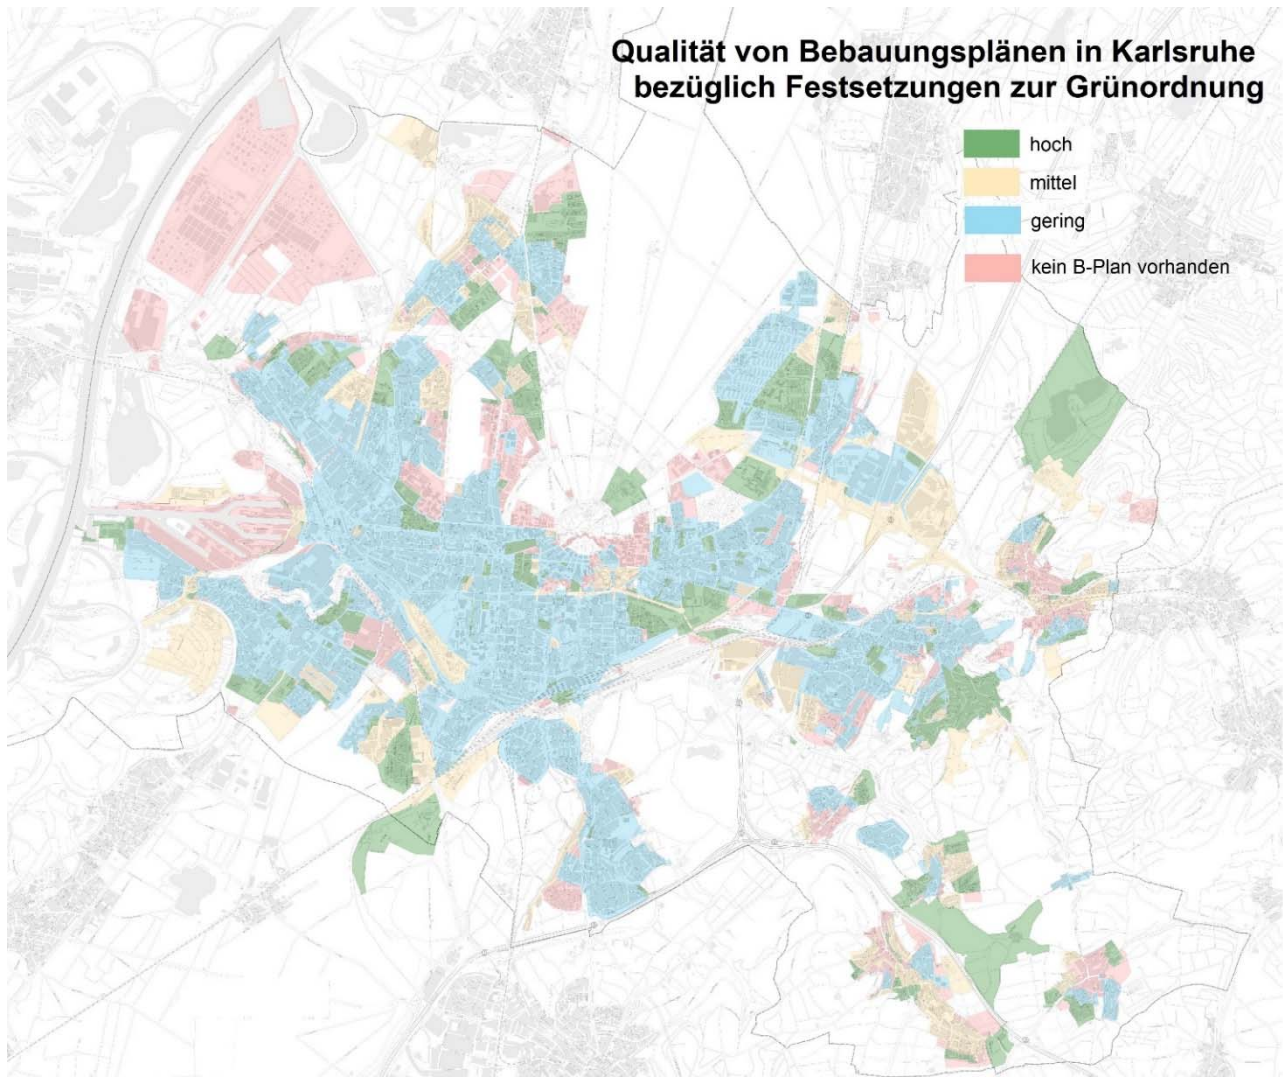 Qualität von Bebauungsplänen in Karlsruhe
bezüglich Festsetzungen zur Grünordnung
hoch
mittel
gering
kein B-Plan vorhanden